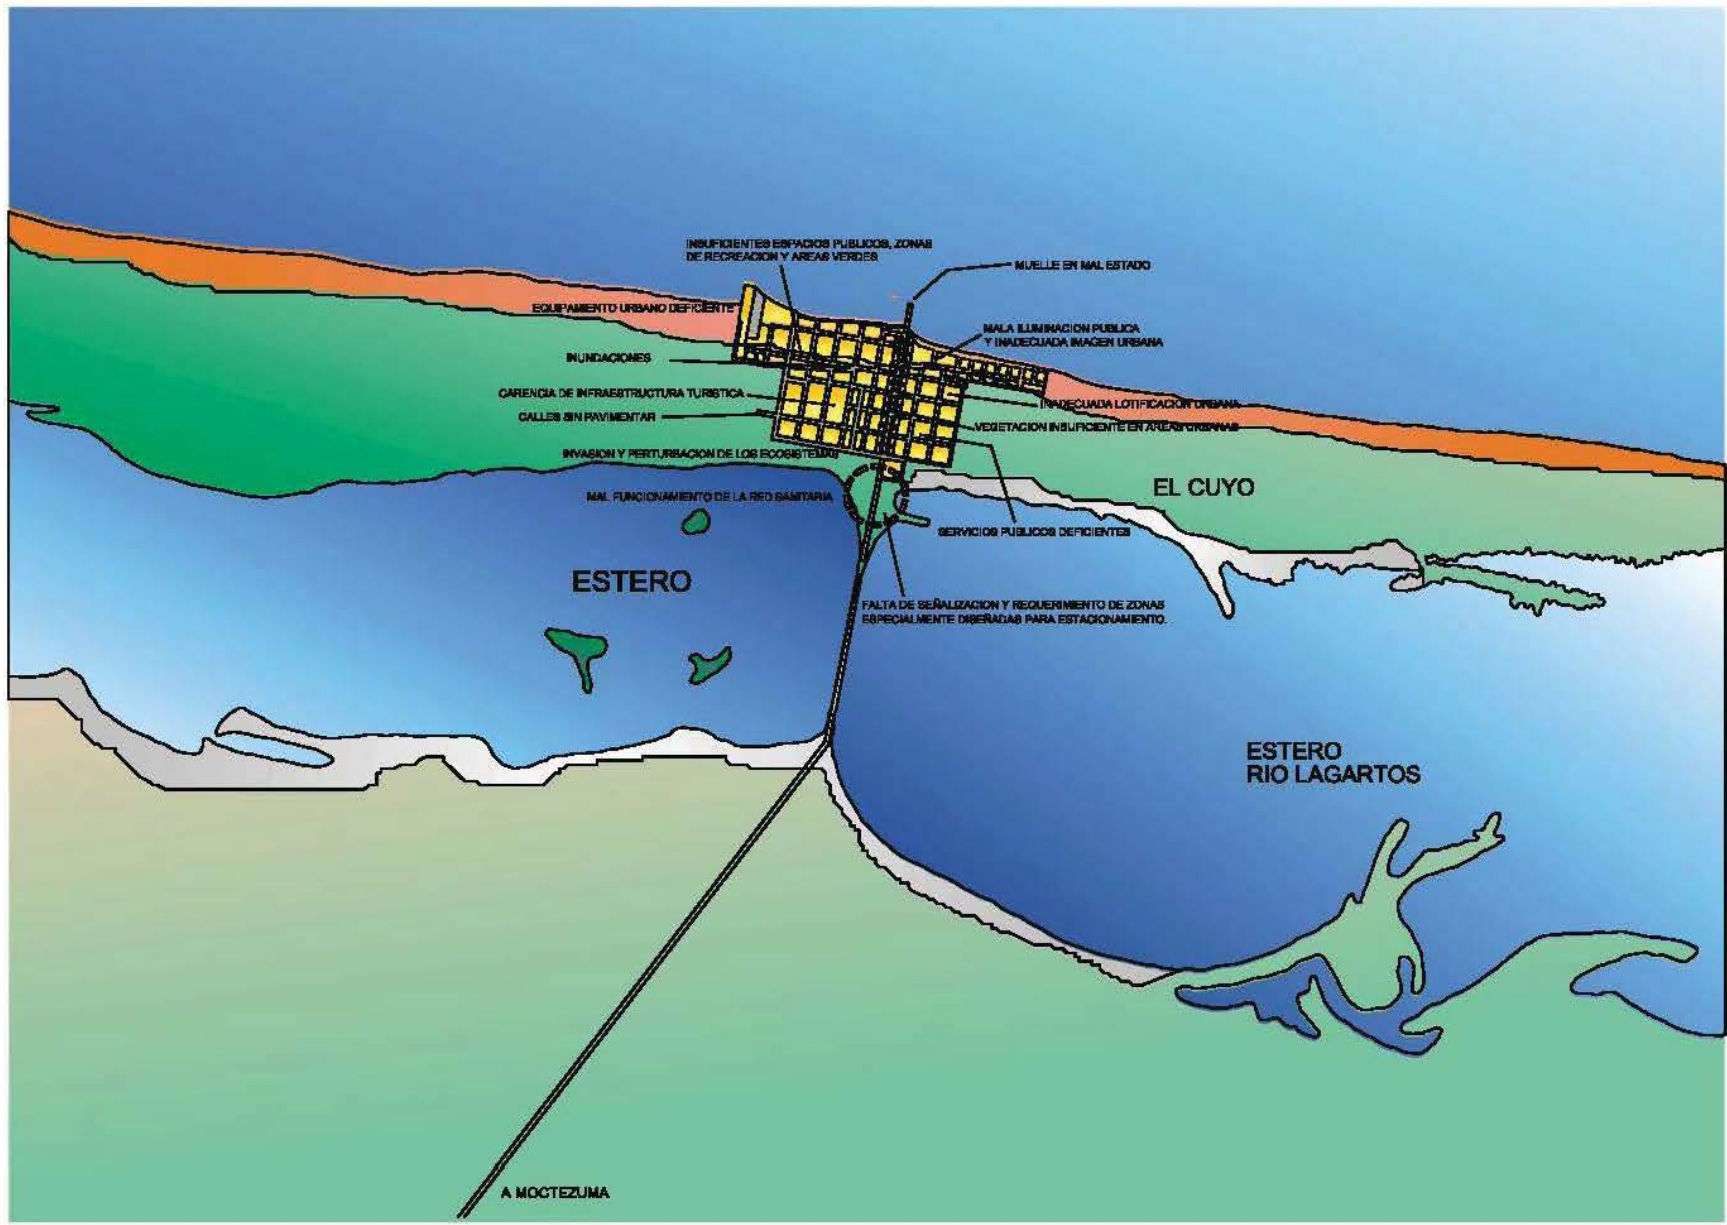 INSUFICIENTES ESPACIOS PUBLICOS, ZONAS
DE RECREACION Y AREAS VERDES
MUELLE EN MAL ESTADO
EQUIPAMIENTO URBANO DEFICIENTE
MALA ILUMINACION PUBLICA
Y INADECUADA IMAGEN URBANA
INUNDACIONES
CARENCIA DE INFRAESTRUCTURA TURISTICA
INADECUADA LOTIFICACION URBANA
CALLES SIN PAVIMENTAR
VEGETACION INSUFICIENTE EN AREAS URBANAS
INVASION Y PERTURBACION DE LOS ECOSISTEMAS
EL CUYO
MAL FUNCIONAMIENTO DE LA RED SANITARIA
SERVICIOS PUBLICOS DEFICIENTES
ESTERO
FALTA DE SEÑALIZACION Y REQUERIMIENTO DE ZONAS
ESPECIALMENTE DISEÑADAS PARA ESTACIONAMIENTO.
ESTERO
RIO LAGARTOS
A MOCTEZUMA